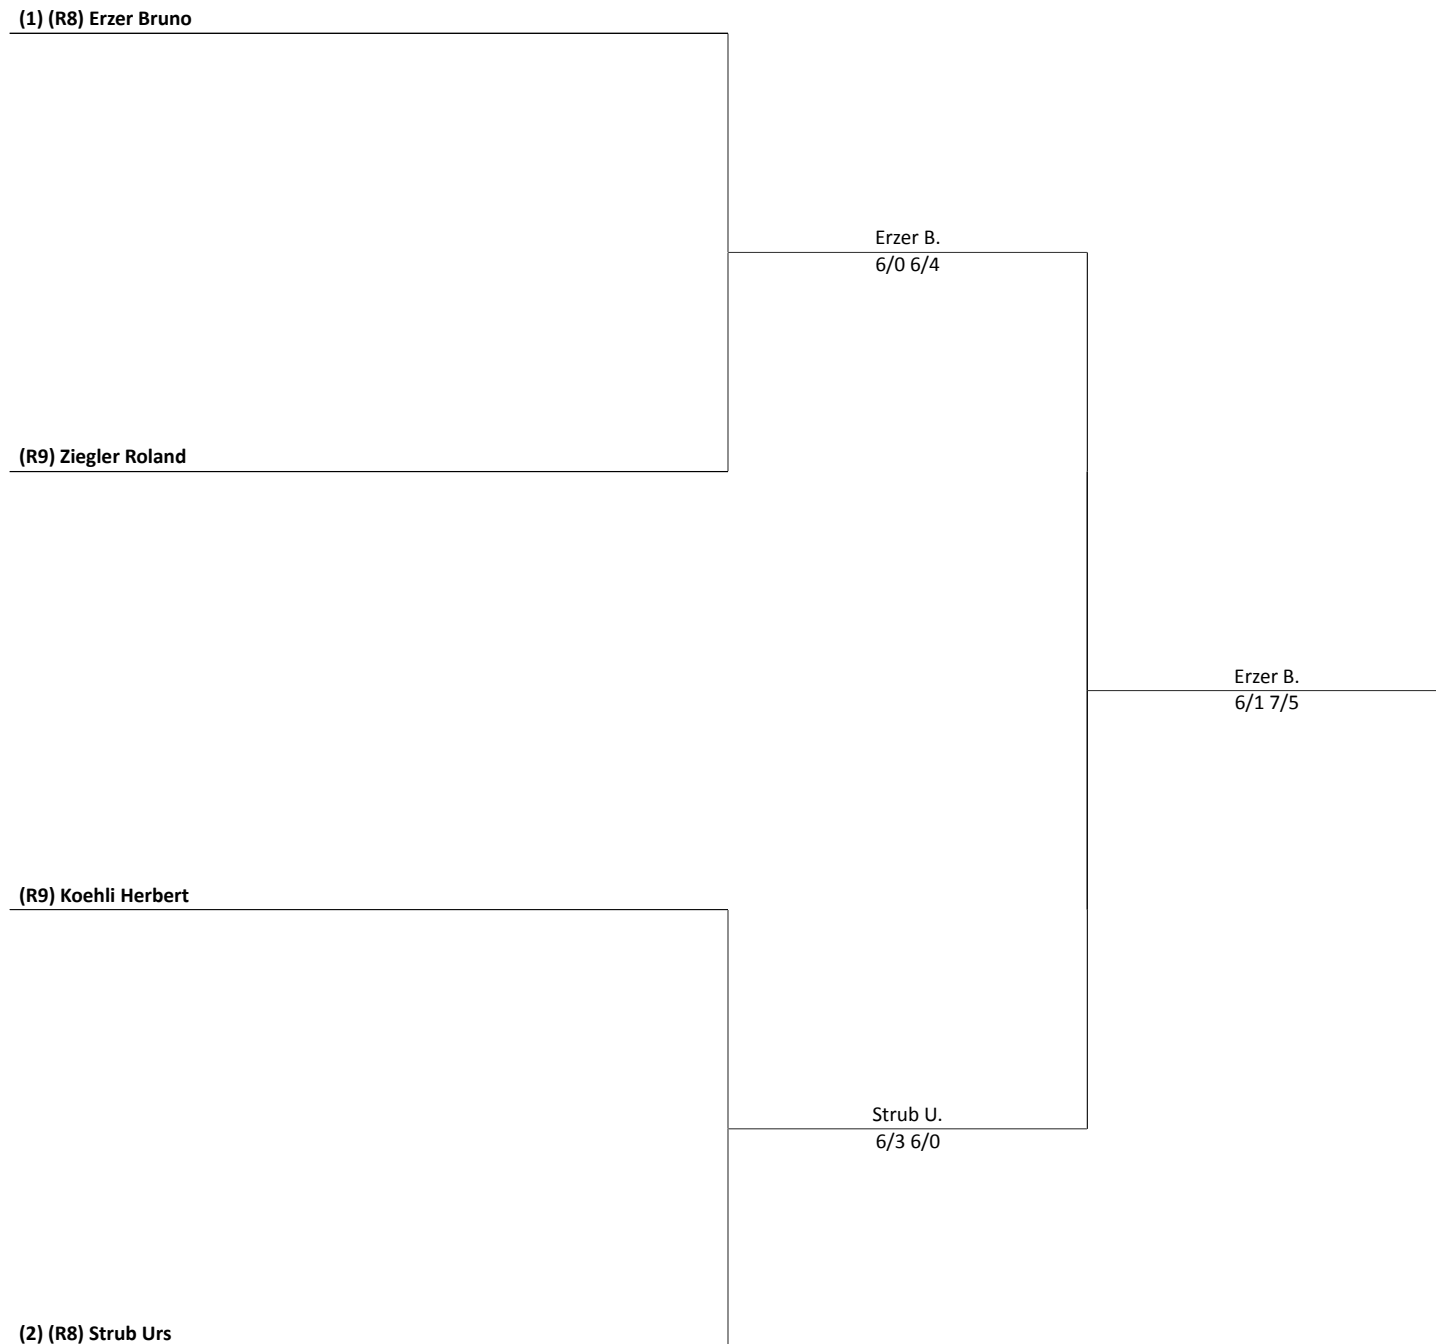 (1) (R8) Erzer Bruno
Erzer B.
6/0 6/4
(R9) Ziegler Roland
Erzer B.
6/1 7/5
(R9) Koehli Herbert
Strub U.
6/3 6/0
(2) (R8) Strub Urs